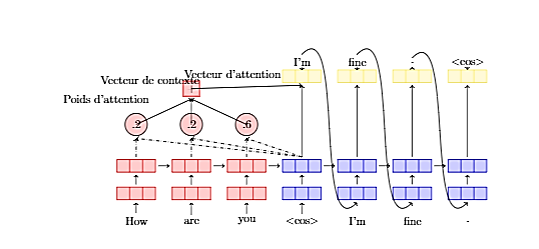 I'm fine - <eos>
Vecteur de contexte Vecteur d'attention
Poids d'attention
.2 .2 .6
How are you <eos> I'm fine -